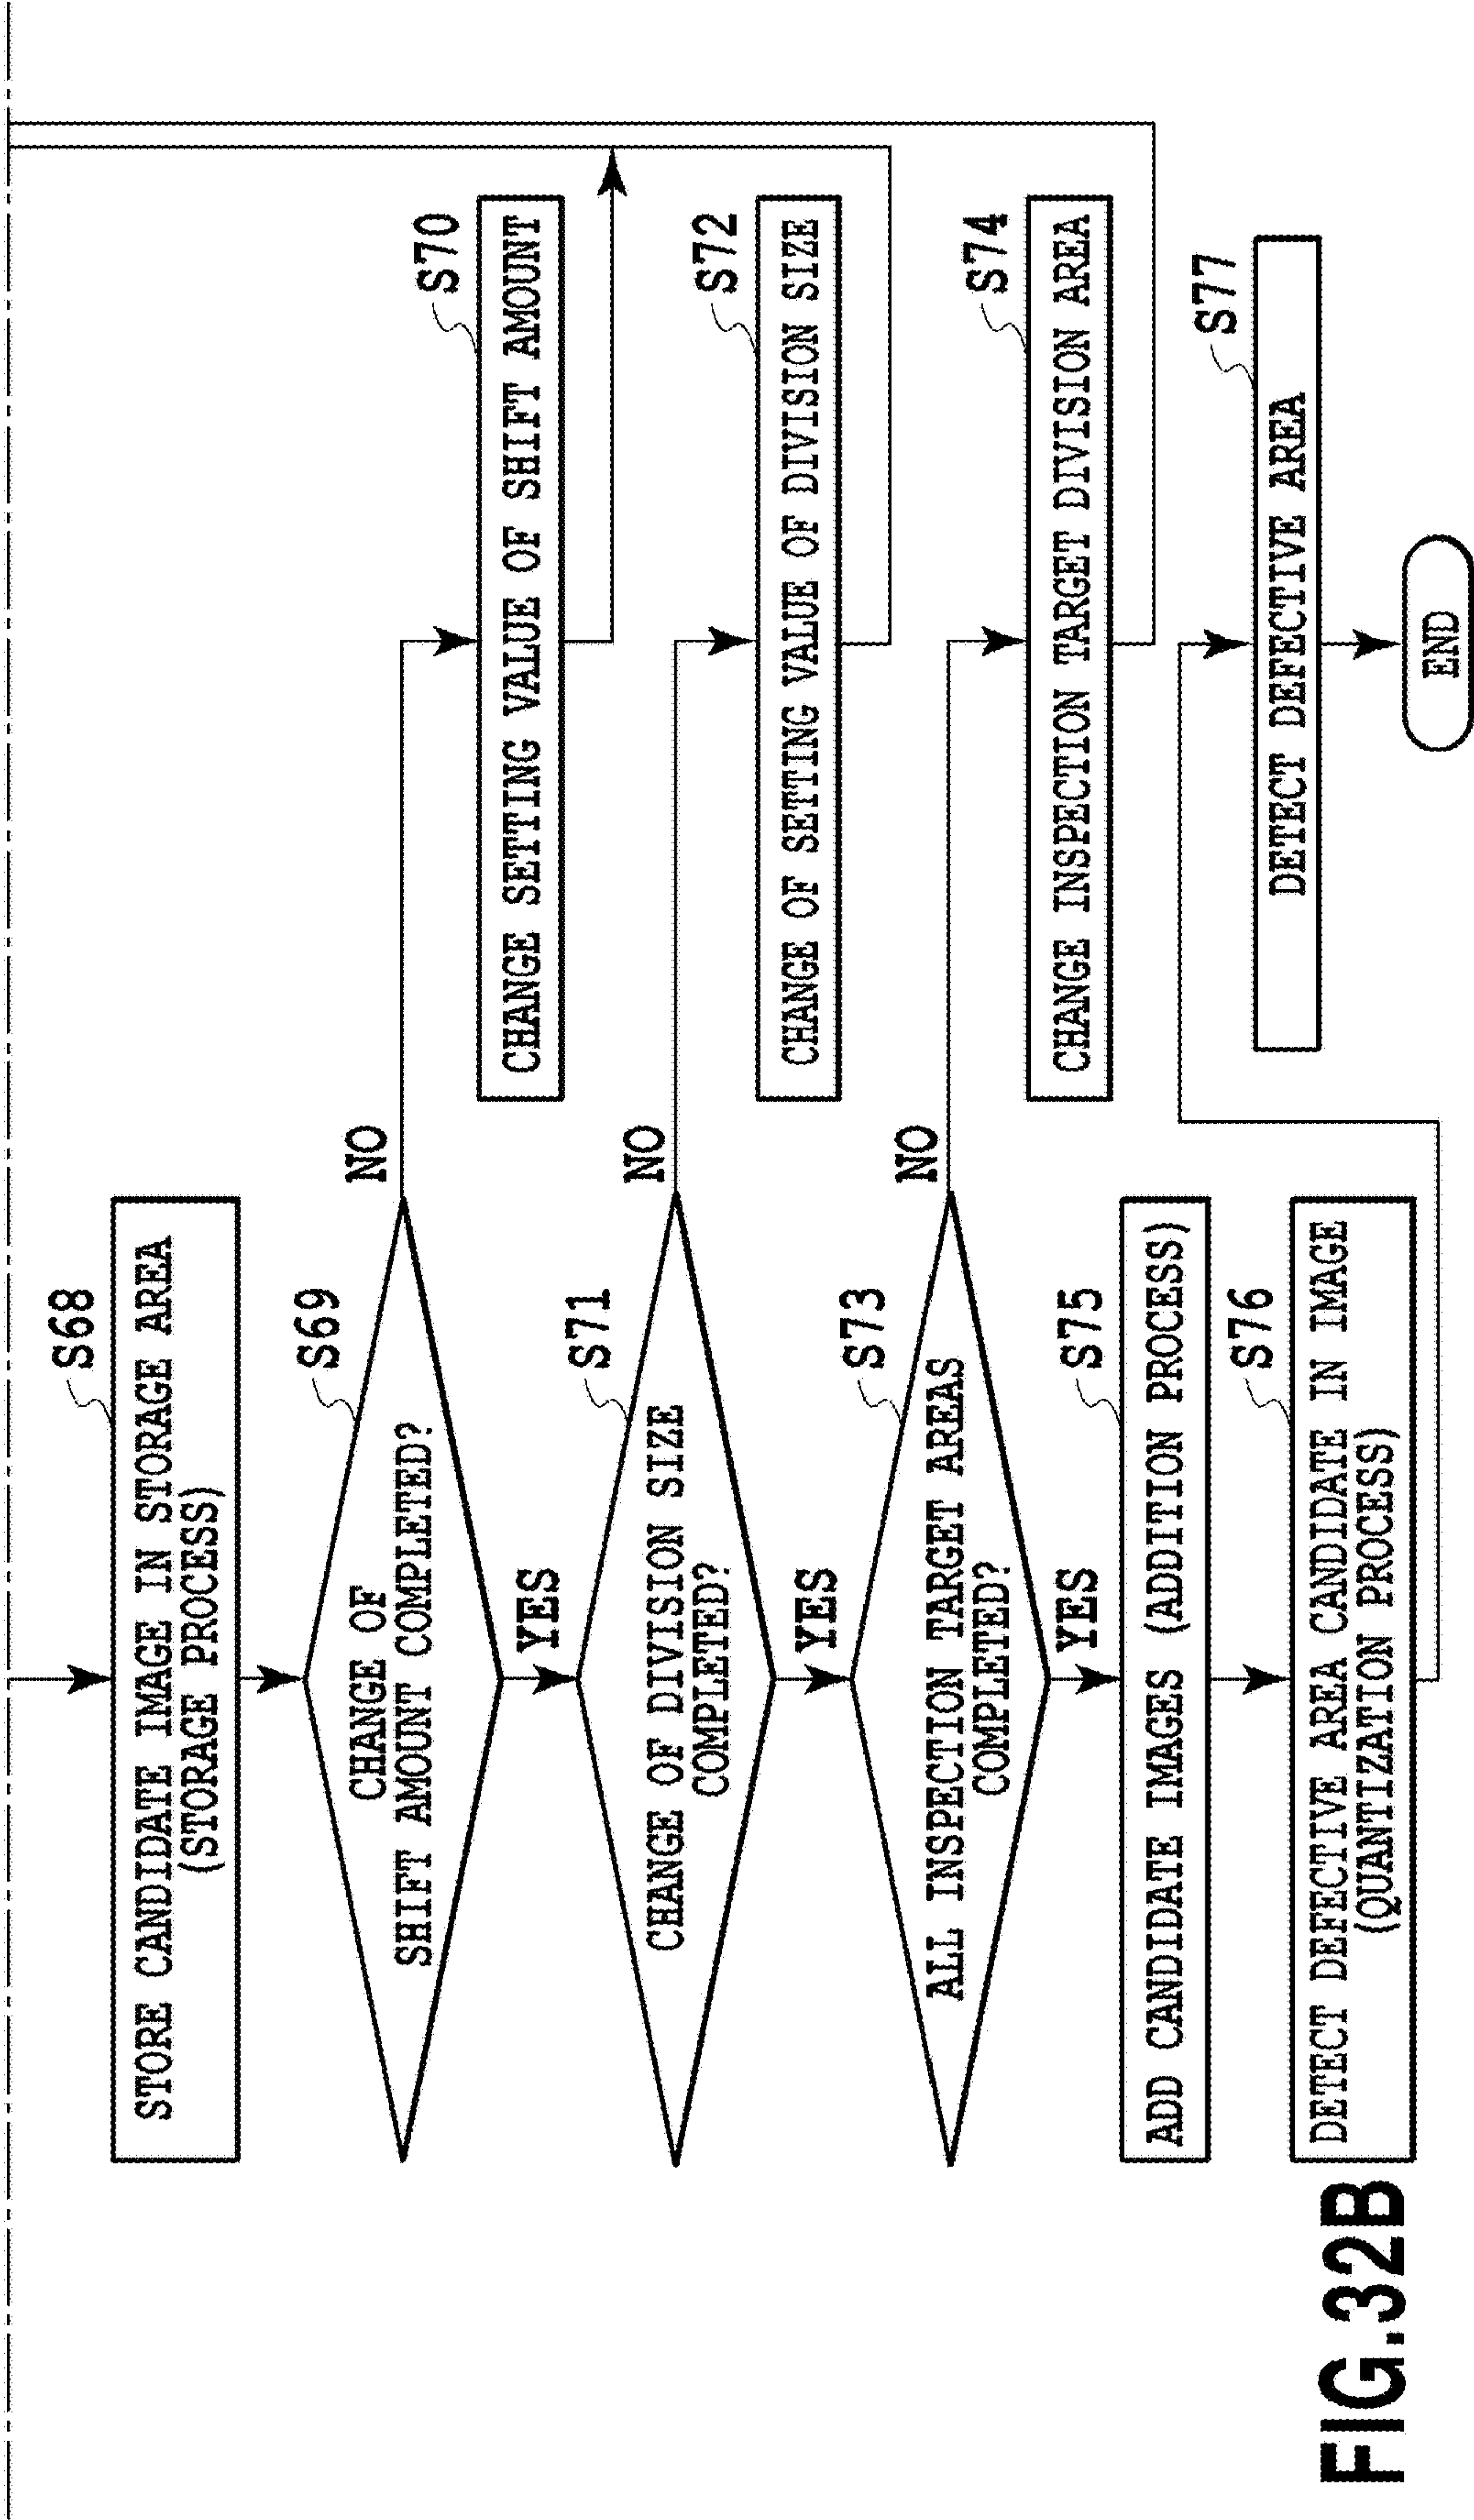 S68
STORE CANDIDATE IMAGE IN STORAGE AREA
(STORAGE PROCESS)
S69
CHANGE OF
SHIFT AMOUNT COMPLETED?
NO
S70
CHANGE SETTING VALUE OF SHIFT AMOUNT
YES
S71
CHANGE OF DIVISION SIZE
COMPLETED?
NO
S72
CHANGE OF SETTING VALUE OF DIVISION SIZE
YES
S73
ALL INSPECTION TARGET AREAS
COMPLETED?
NO
S74
CHANGE INSPECTION TARGET DIVISION AREA
YES
S75
ADD CANDIDATE IMAGES (ADDITION PROCESS)
S76
DETECT DEFECTIVE AREA CANDIDATE IN IMAGE
(QUANTIZATION PROCESS)
S77
DETECT DEFECTIVE AREA
END
FIG.32B